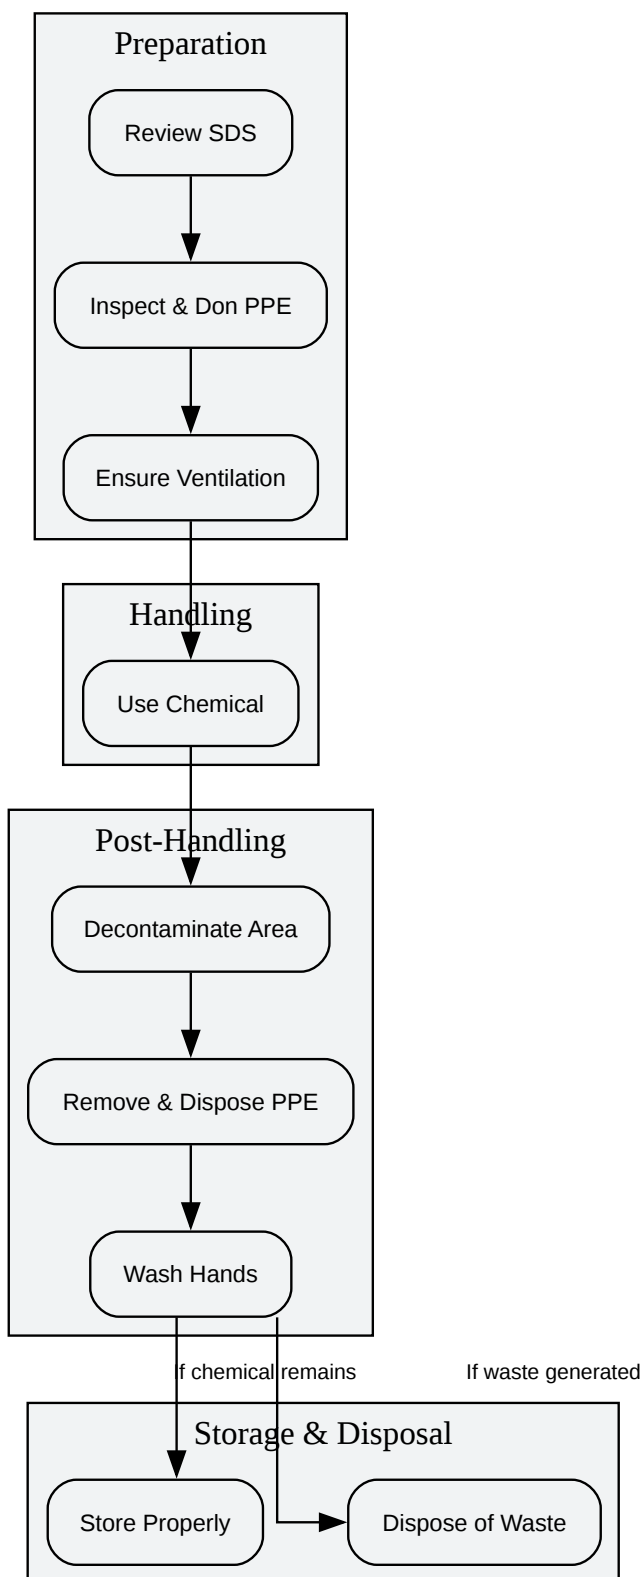 Preparation
Review SDS
Inspect & Don PPE
Ensure Ventilation
Handling
Use Chemical
Post-Handling
Decontaminate Area
Remove & Dispose PPE
Wash Hands
If chemical remains
If waste generated
Storage & Disposal
Store Properly
Dispose of Waste